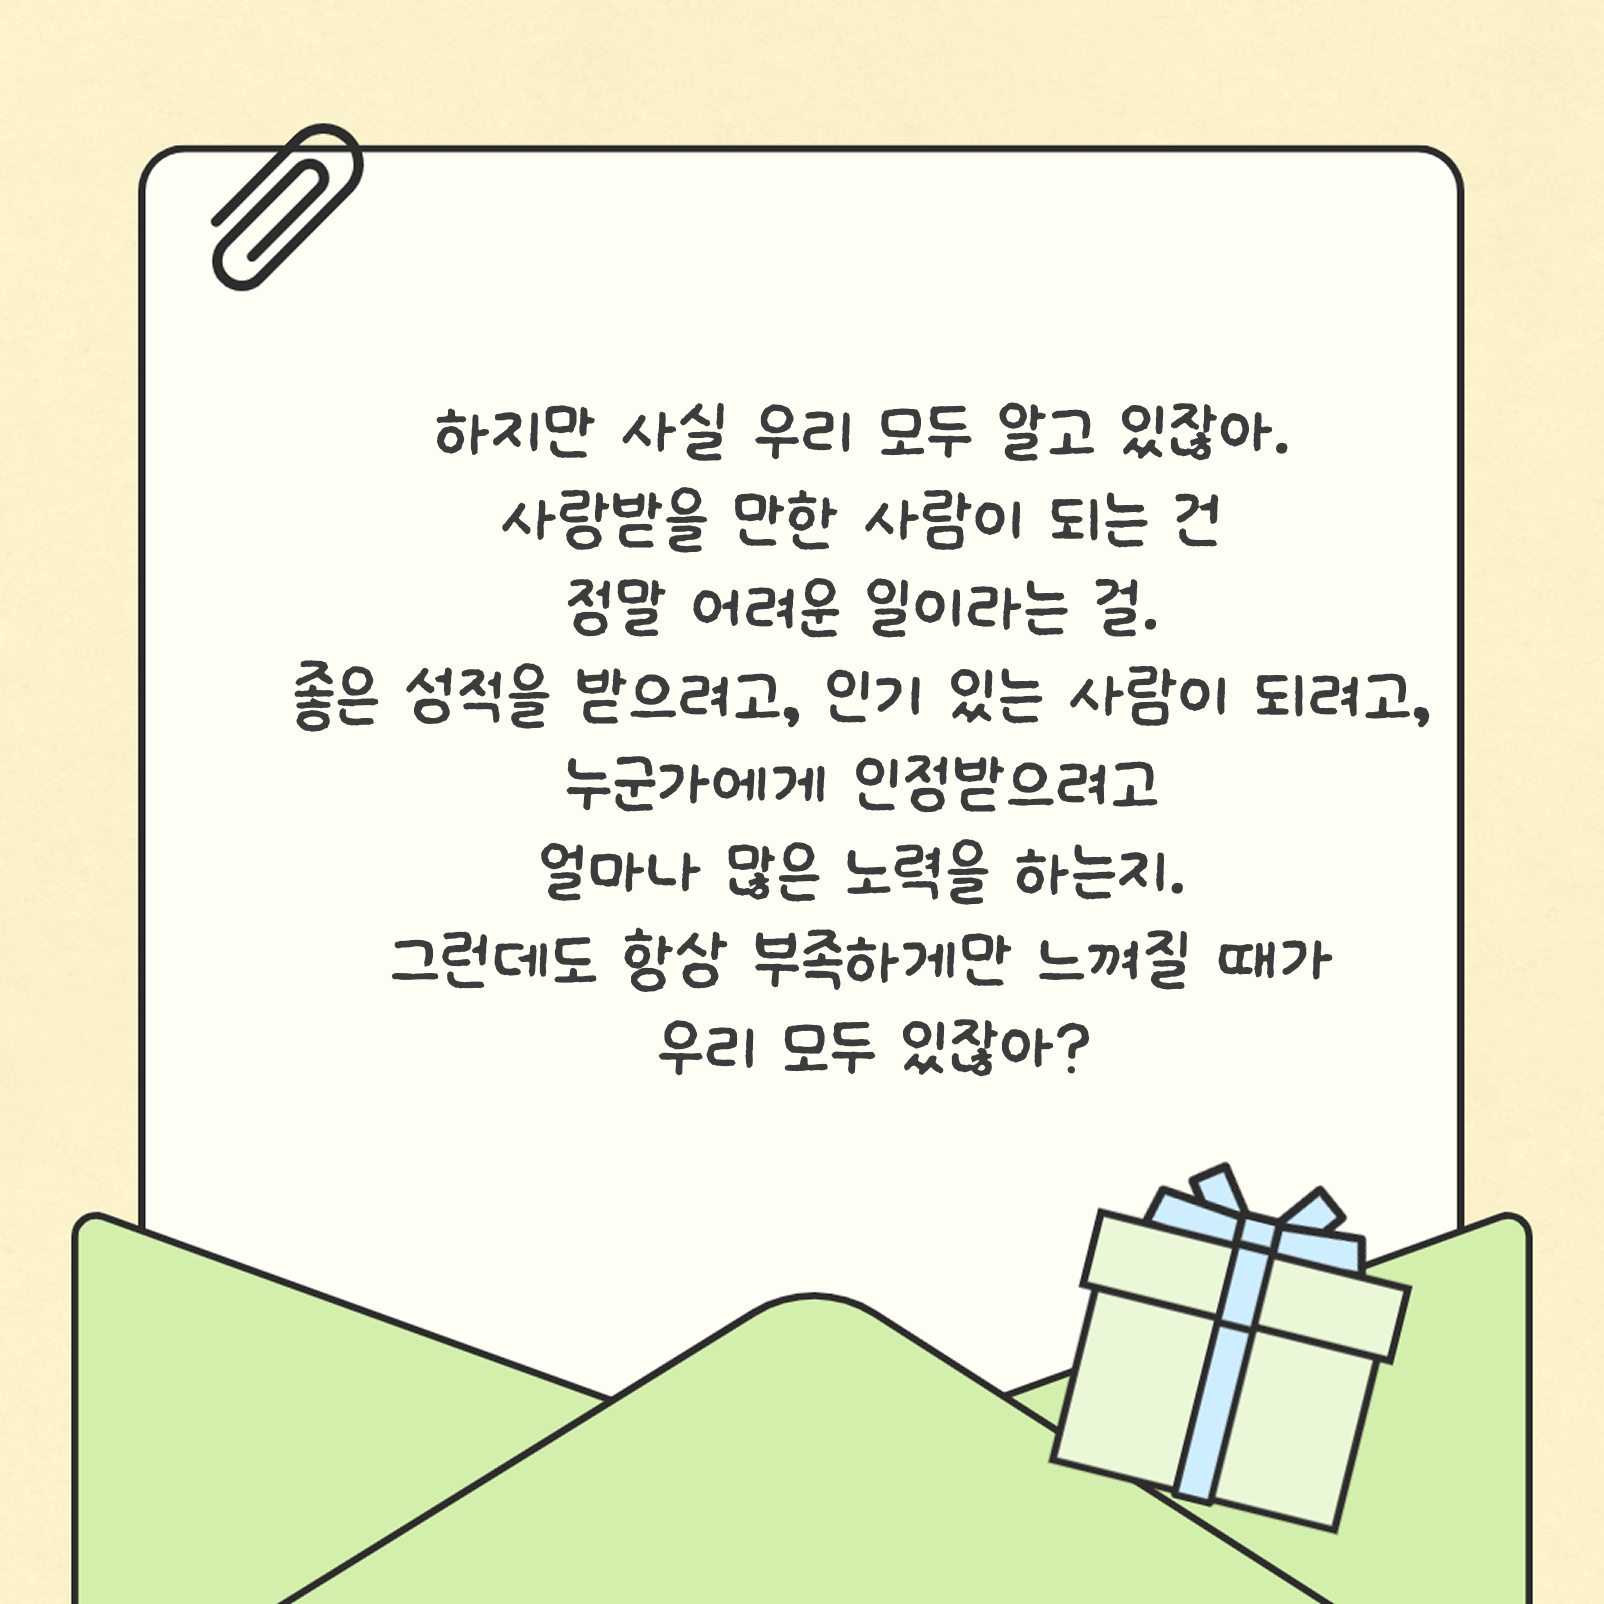 하지만 사실 우리 모두 알고 있잖아.
사랑받을 만한 사람이 되는 건
정말 어려운 일이라는 걸.
좋은 성적을 받으려고, 인기 있는 사람이 되려고,
누군가에게 인정받으려고
얼마나 많은 노력을 하는지.
그런데도 항상 부족하게만 느껴질 때가
우리 모두 있잖아?